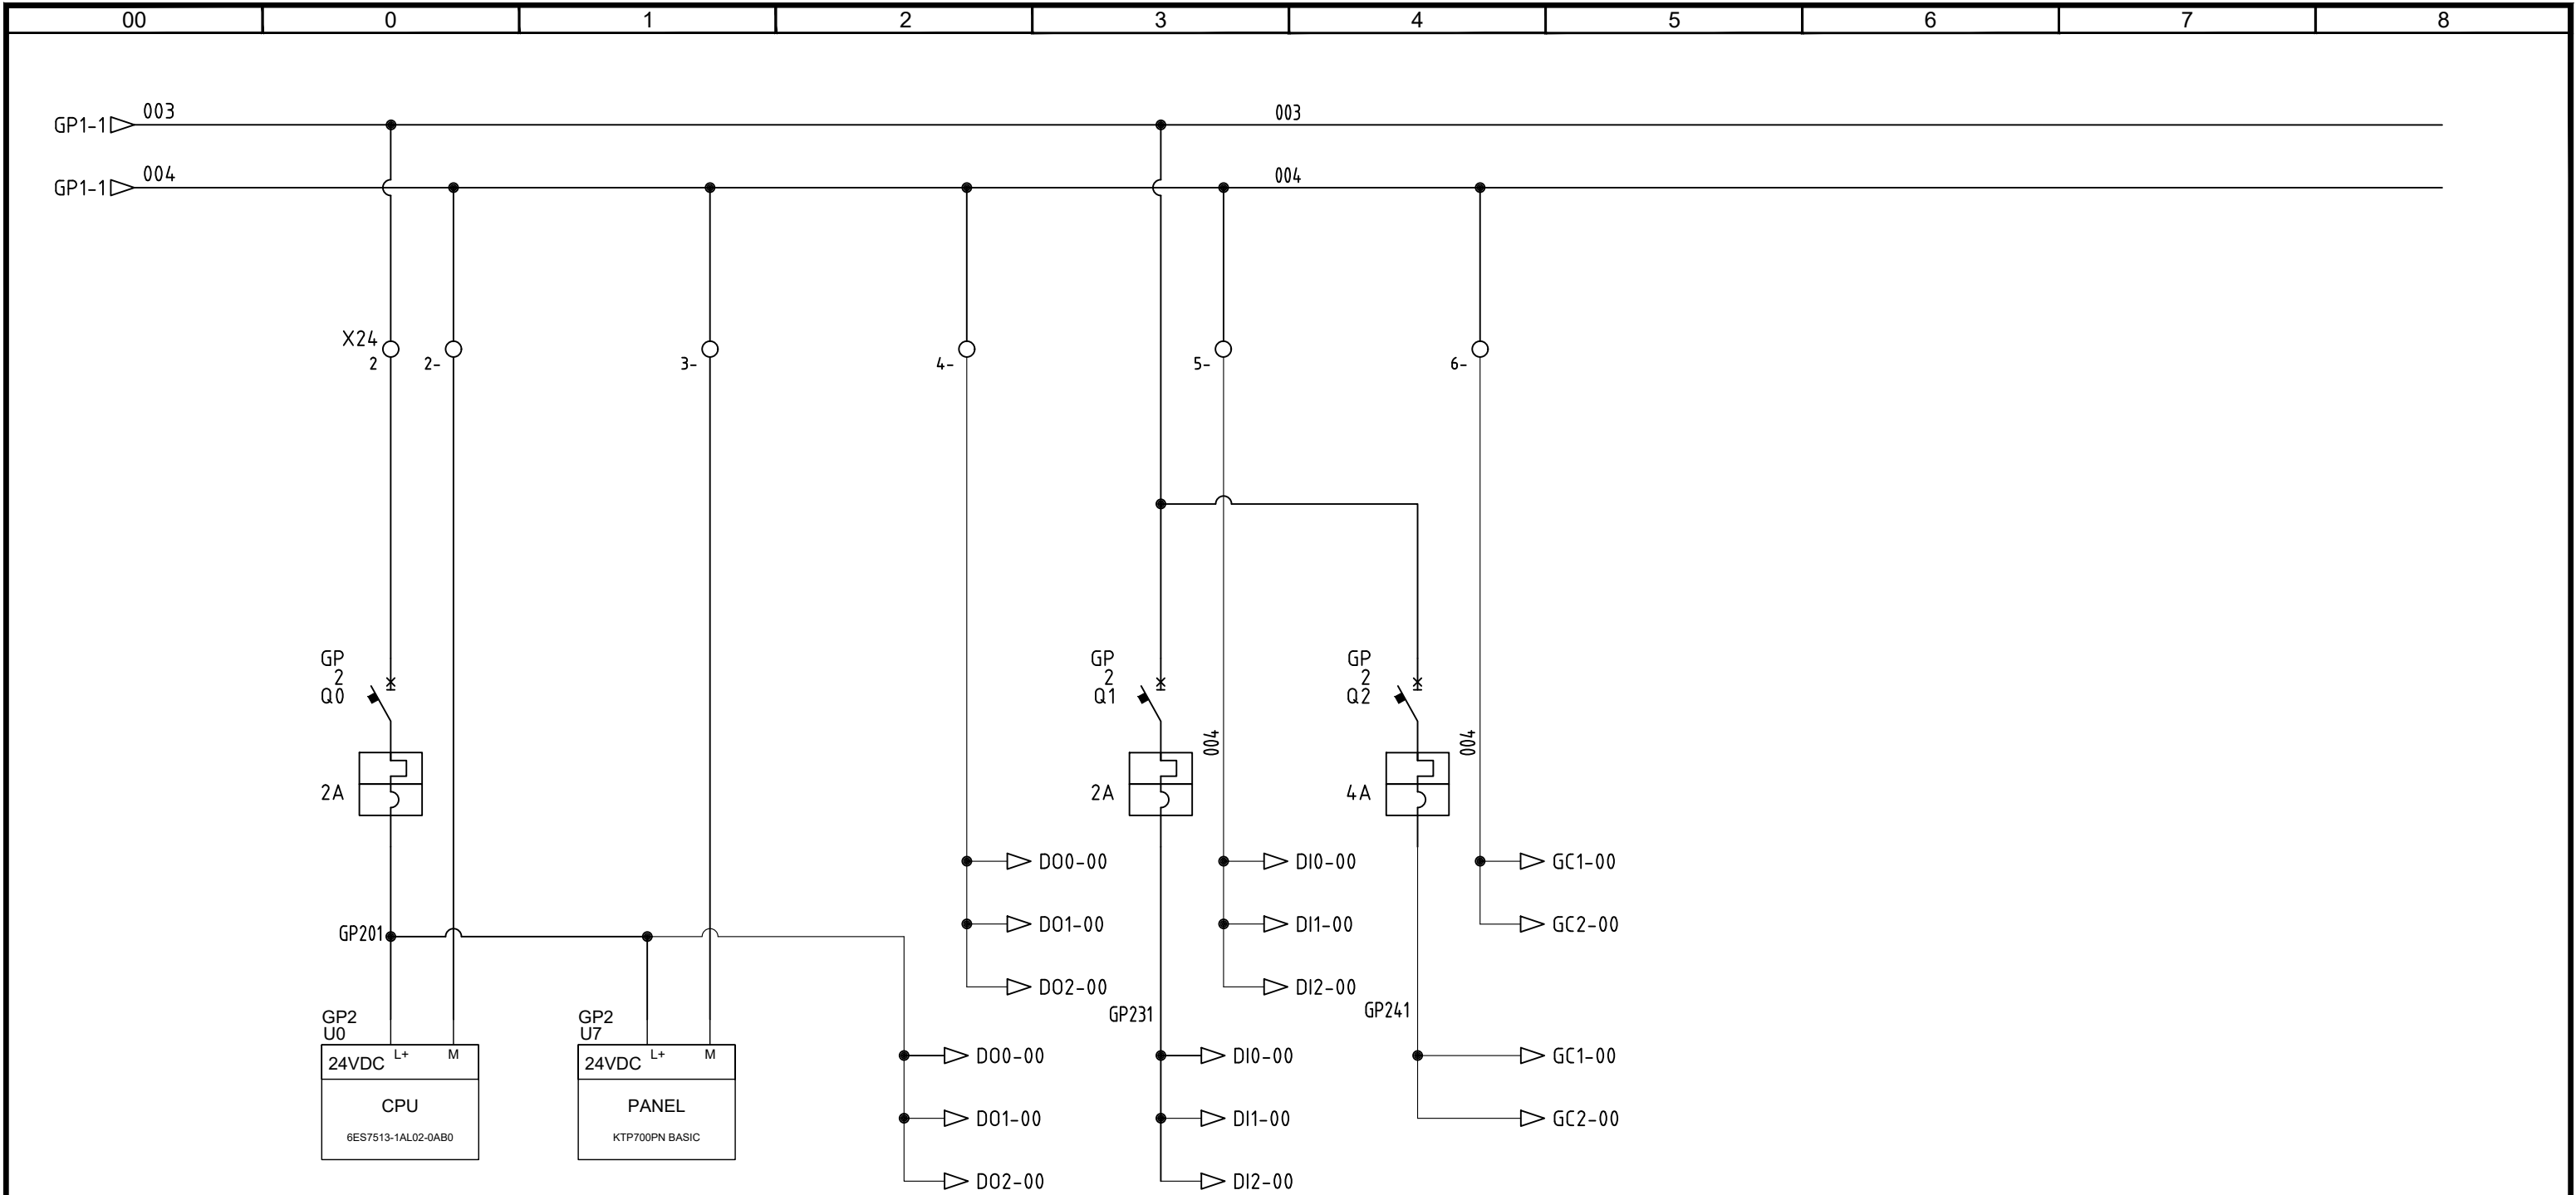 00 0 1 2 3 4 5 6 7 8
003 003
GP1-1
004 004
GP1-1
X24
2 2- 3- 4- 5- 6-
GP GP GP
2 2 2
Q0 Q1 Q2
004 004
2A 2A 4A
DO0-00 DI0-00 GC1-00
DO1-00 DI1-00 GC2-00
GP201
DO2-00 DI2-00
GP231 GP241
GP2 GP2
U0 U7
L+ M L+ M
24VDC 24VDC
DO0-00 DI0-00 GC1-00
CPU PANEL
DO1-00 DI1-00 GC2-00
6ES7513-1AL02-0AB0 KTP700PN BASIC
DO2-00 DI2-00